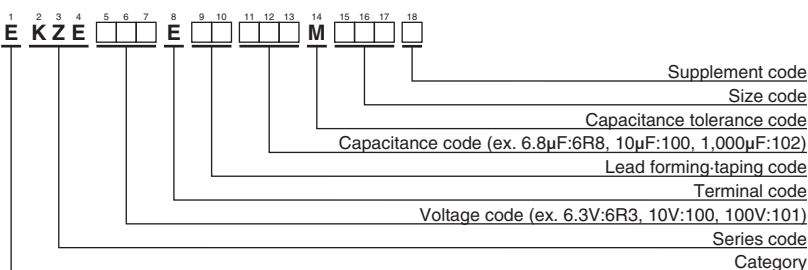 1 2 3 4 5 6 7 8 9 10 11 12 13 14 15 16 17 18
E K Z E E M
Supplement code
Size code
Capacitance tolerance code
Capacitance code (ex. 6.8µF:6R8, 10µF:100, 1,000µF:102)
Lead forming·taping code
Terminal code
Voltage code (ex. 6.3V:6R3, 10V:100, 100V:101)
Series code
Category